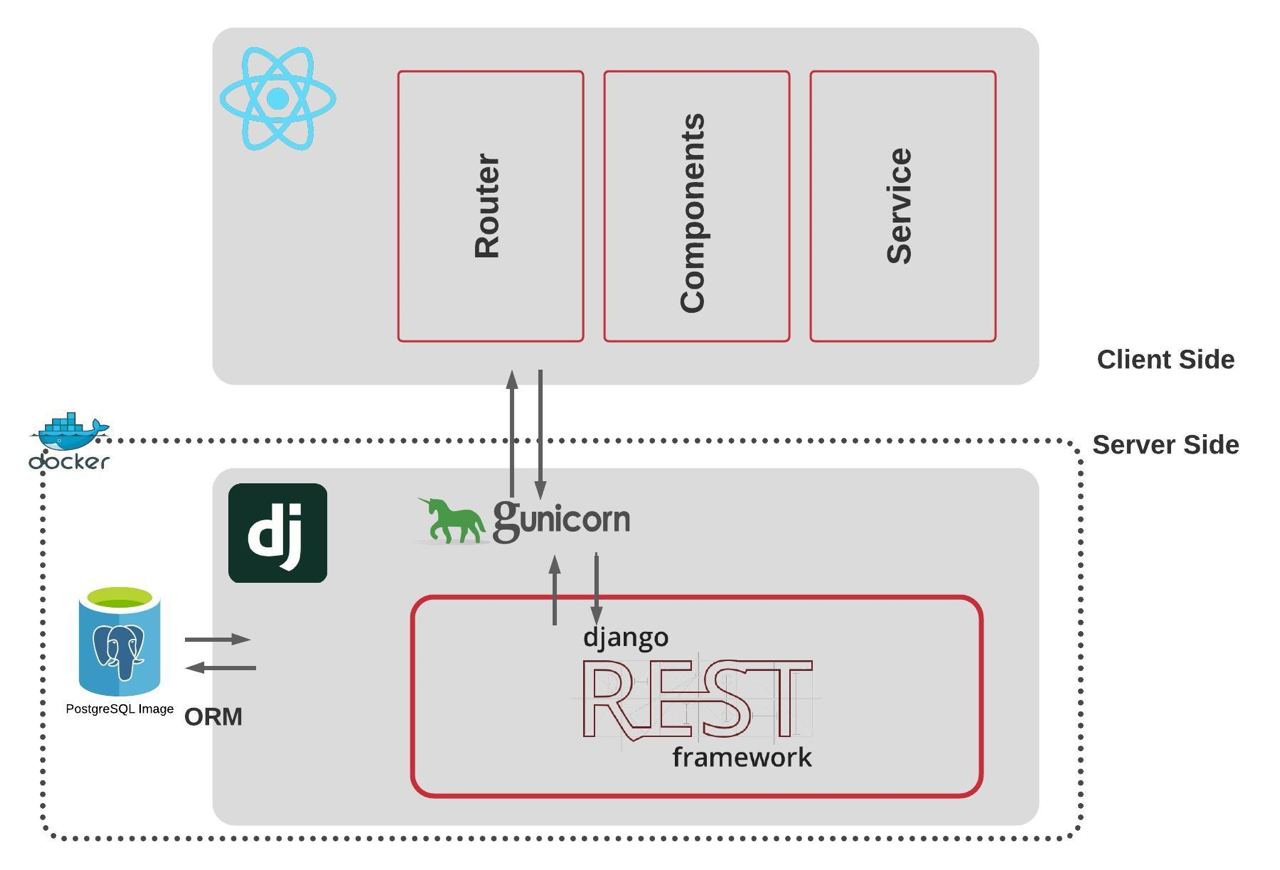 Router
Components
Service
Client Side
docker
Server Side
dj
gunicorn
django
REST
framework
PostgreSQL Image
ORM